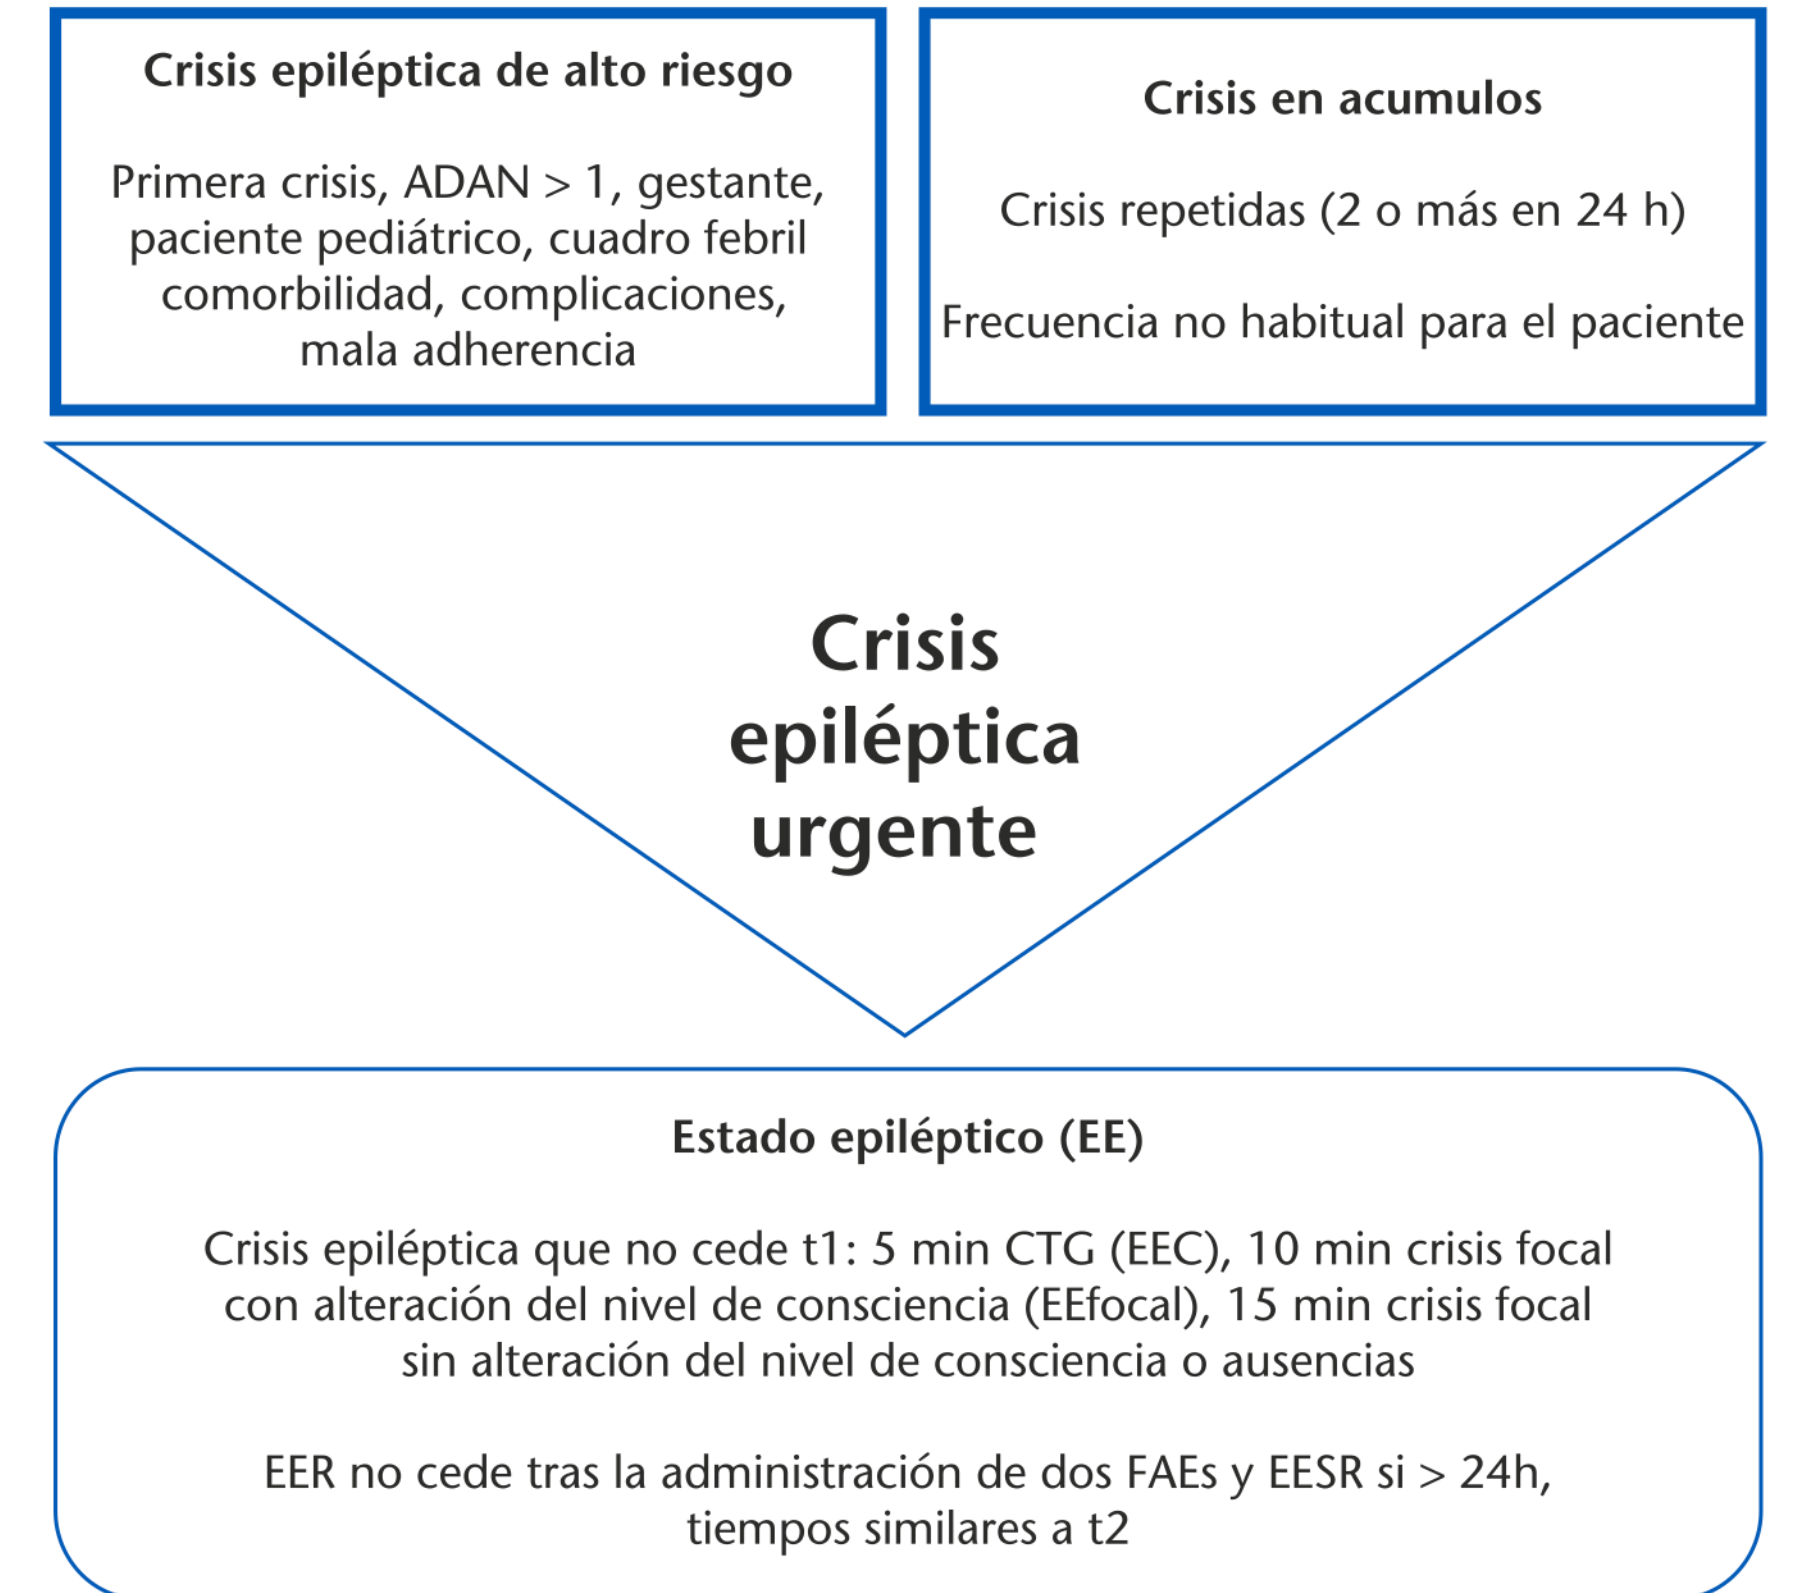 Crisis epiléptica de alto riesgo
Primera crisis, ADAN > 1, gestante,
paciente pediátrico, cuadro febril
comorbilidad, complicaciones,
mala adherencia
Crisis en acumulos
Crisis repetidas (2 o más en 24 h)
Frecuencia no habitual para el paciente
Crisis
epiléptica
urgente
Estado epiléptico (EE)
Crisis epiléptica que no cede t1: 5 min CTG (EEC), 10 min crisis focal
con alteración del nivel de consciencia (EEfocal), 15 min crisis focal
sin alteración del nivel de consciencia o ausencias
EER no cede tras la administración de dos FAEs y EESR si > 24h,
tiempos similares a t2